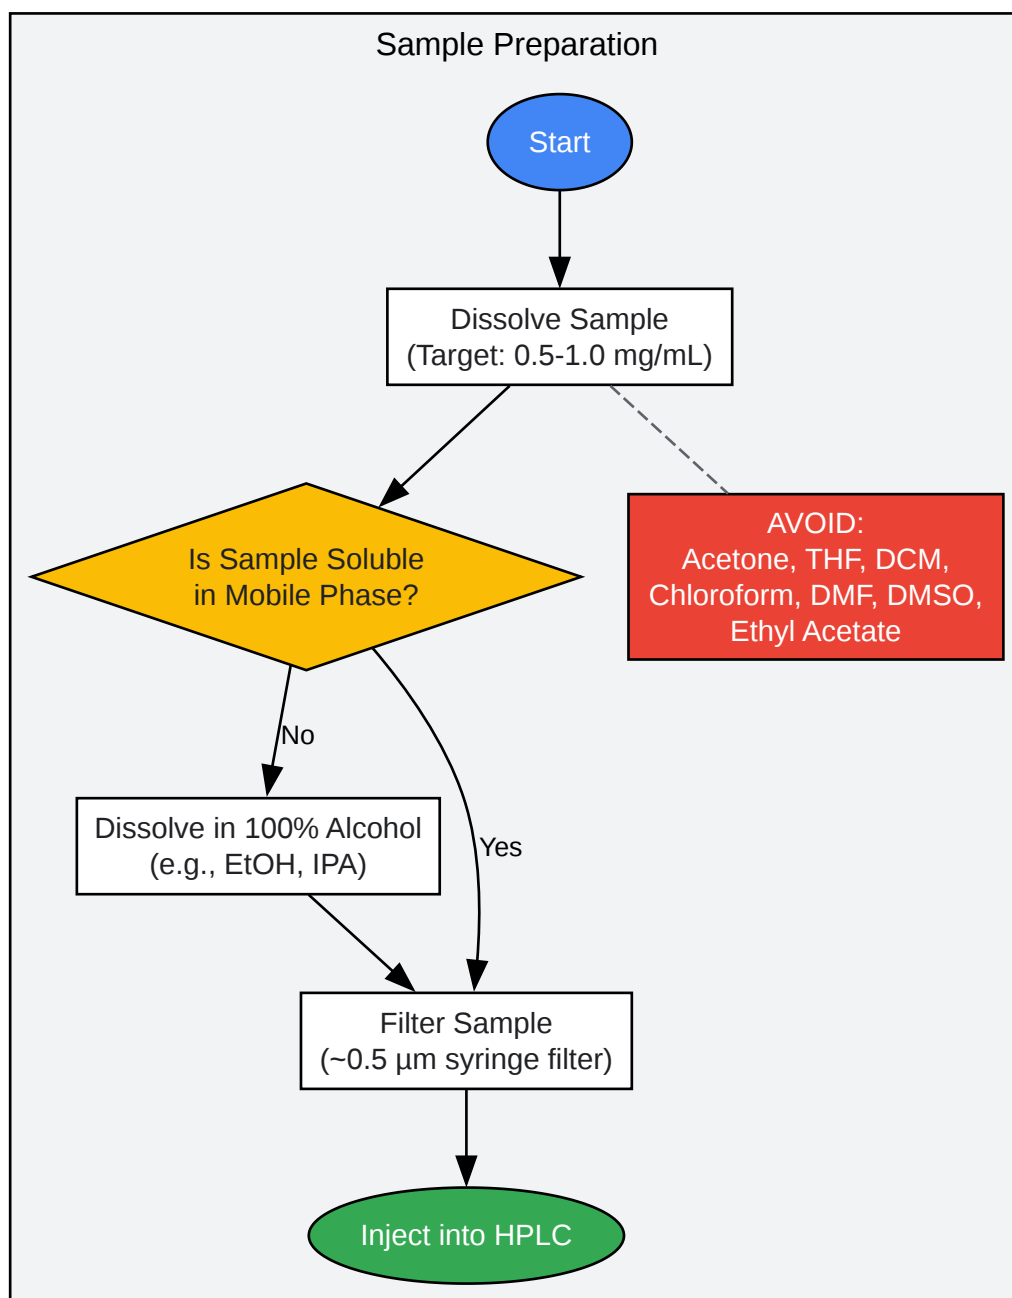 Sample Preparation
Start
Dissolve Sample
(Target: 0.5-1.0 mg/mL)
AVOID:
Acetone, THF, DCM,
Chloroform, DMF, DMSO,
Ethyl Acetate
Is Sample Soluble
in Mobile Phase?
No
Dissolve in 100% Alcohol
(e.g., EtOH, IPA)
Yes
Filter Sample
(~0.5 µm syringe filter)
Inject into HPLC